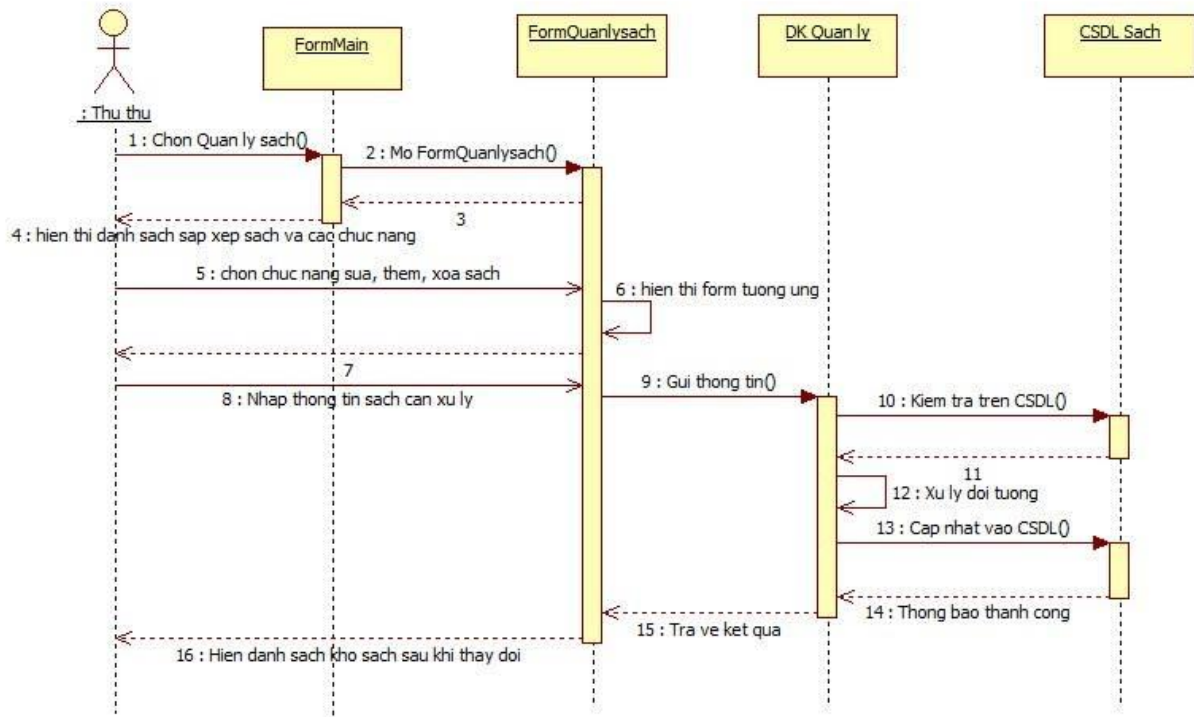 : Thu thu
FormMain
FormQuanlysach
DK Quan ly
CSDL Sach
1 : Chon Quan ly sach()
2 : Mo FormQuanlysach()
3
4 : hien thi danh sach sap xep sach va cac chuc nang
5 : chon chuc nang sua, them, xoa sach
6 : hien thi form tuong ung
7
8 : Nhap thong tin sach can xu ly
9 : Gui thong tin()
10 : Kiem tra tren CSDL()
11
12 : Xu ly doi tuong
13 : Cap nhat vao CSDL()
14 : Thong bao thanh cong
15 : Tra ve ket qua
16 : Hien danh sach kho sach sau khi thay doi